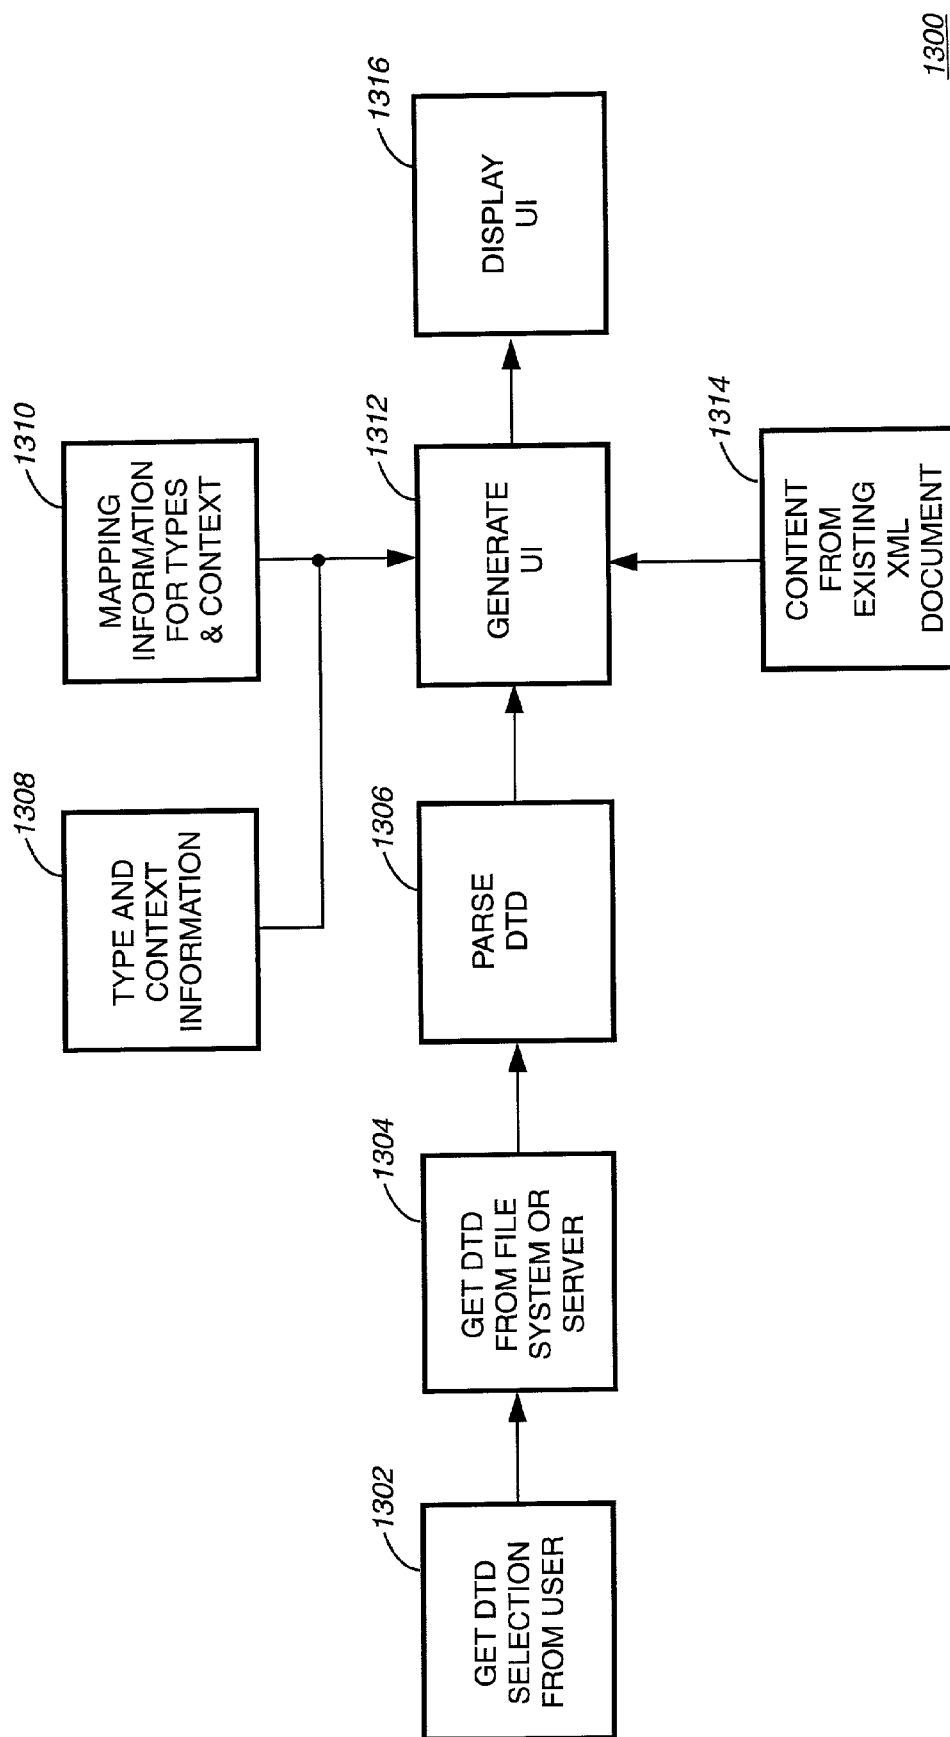 1308
TYPE AND
CONTEXT
INFORMATION
1310
MAPPING
INFORMATION
FOR TYPES
& CONTEXT
1302
GET DTD
SELECTION
FROM USER
1304
GET DTD
FROM FILE
SYSTEM OR
SERVER
1306
PARSE
DTD
1312
GENERATE
UI
1316
DISPLAY
UI
1314
CONTENT
FROM
EXISTING
XML
DOCUMENT
1300